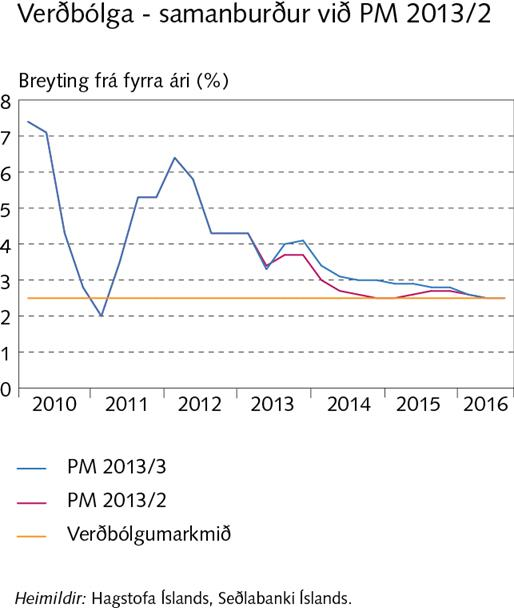 Verðbólga - samanburður við PM 2013/2
Breyting frá fyrra ári (%)
8
7
6
5
4
3
2
1
0
2010 2011 2012 2013 2014 2015 2016
PM 2013/3
PM 2013/2
Verðbólgumarkmið
Heimildir: Hagstofa Íslands, Seðlabanki Íslands.